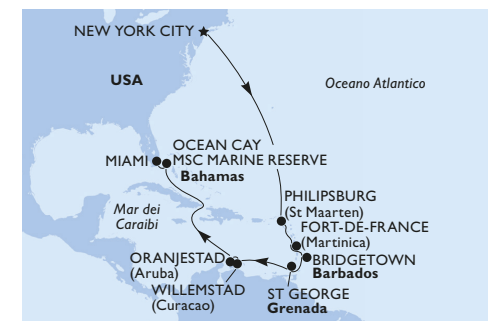 NEW YORK CITY
USA
Oceano Atlantico
OCEAN CAY
MIAMI
MSC MARINE RESERVE
Bahamas
Mar dei
Caraibi
PHILIPSBURG
(St Maarten)
FORT-DE-FRANCE
(Martinica)
BRIDGETOWN
Barbados
ORANJESTAD
(Aruba)
WILLEMSTAD
(Curacao)
ST GEORGE
Grenada